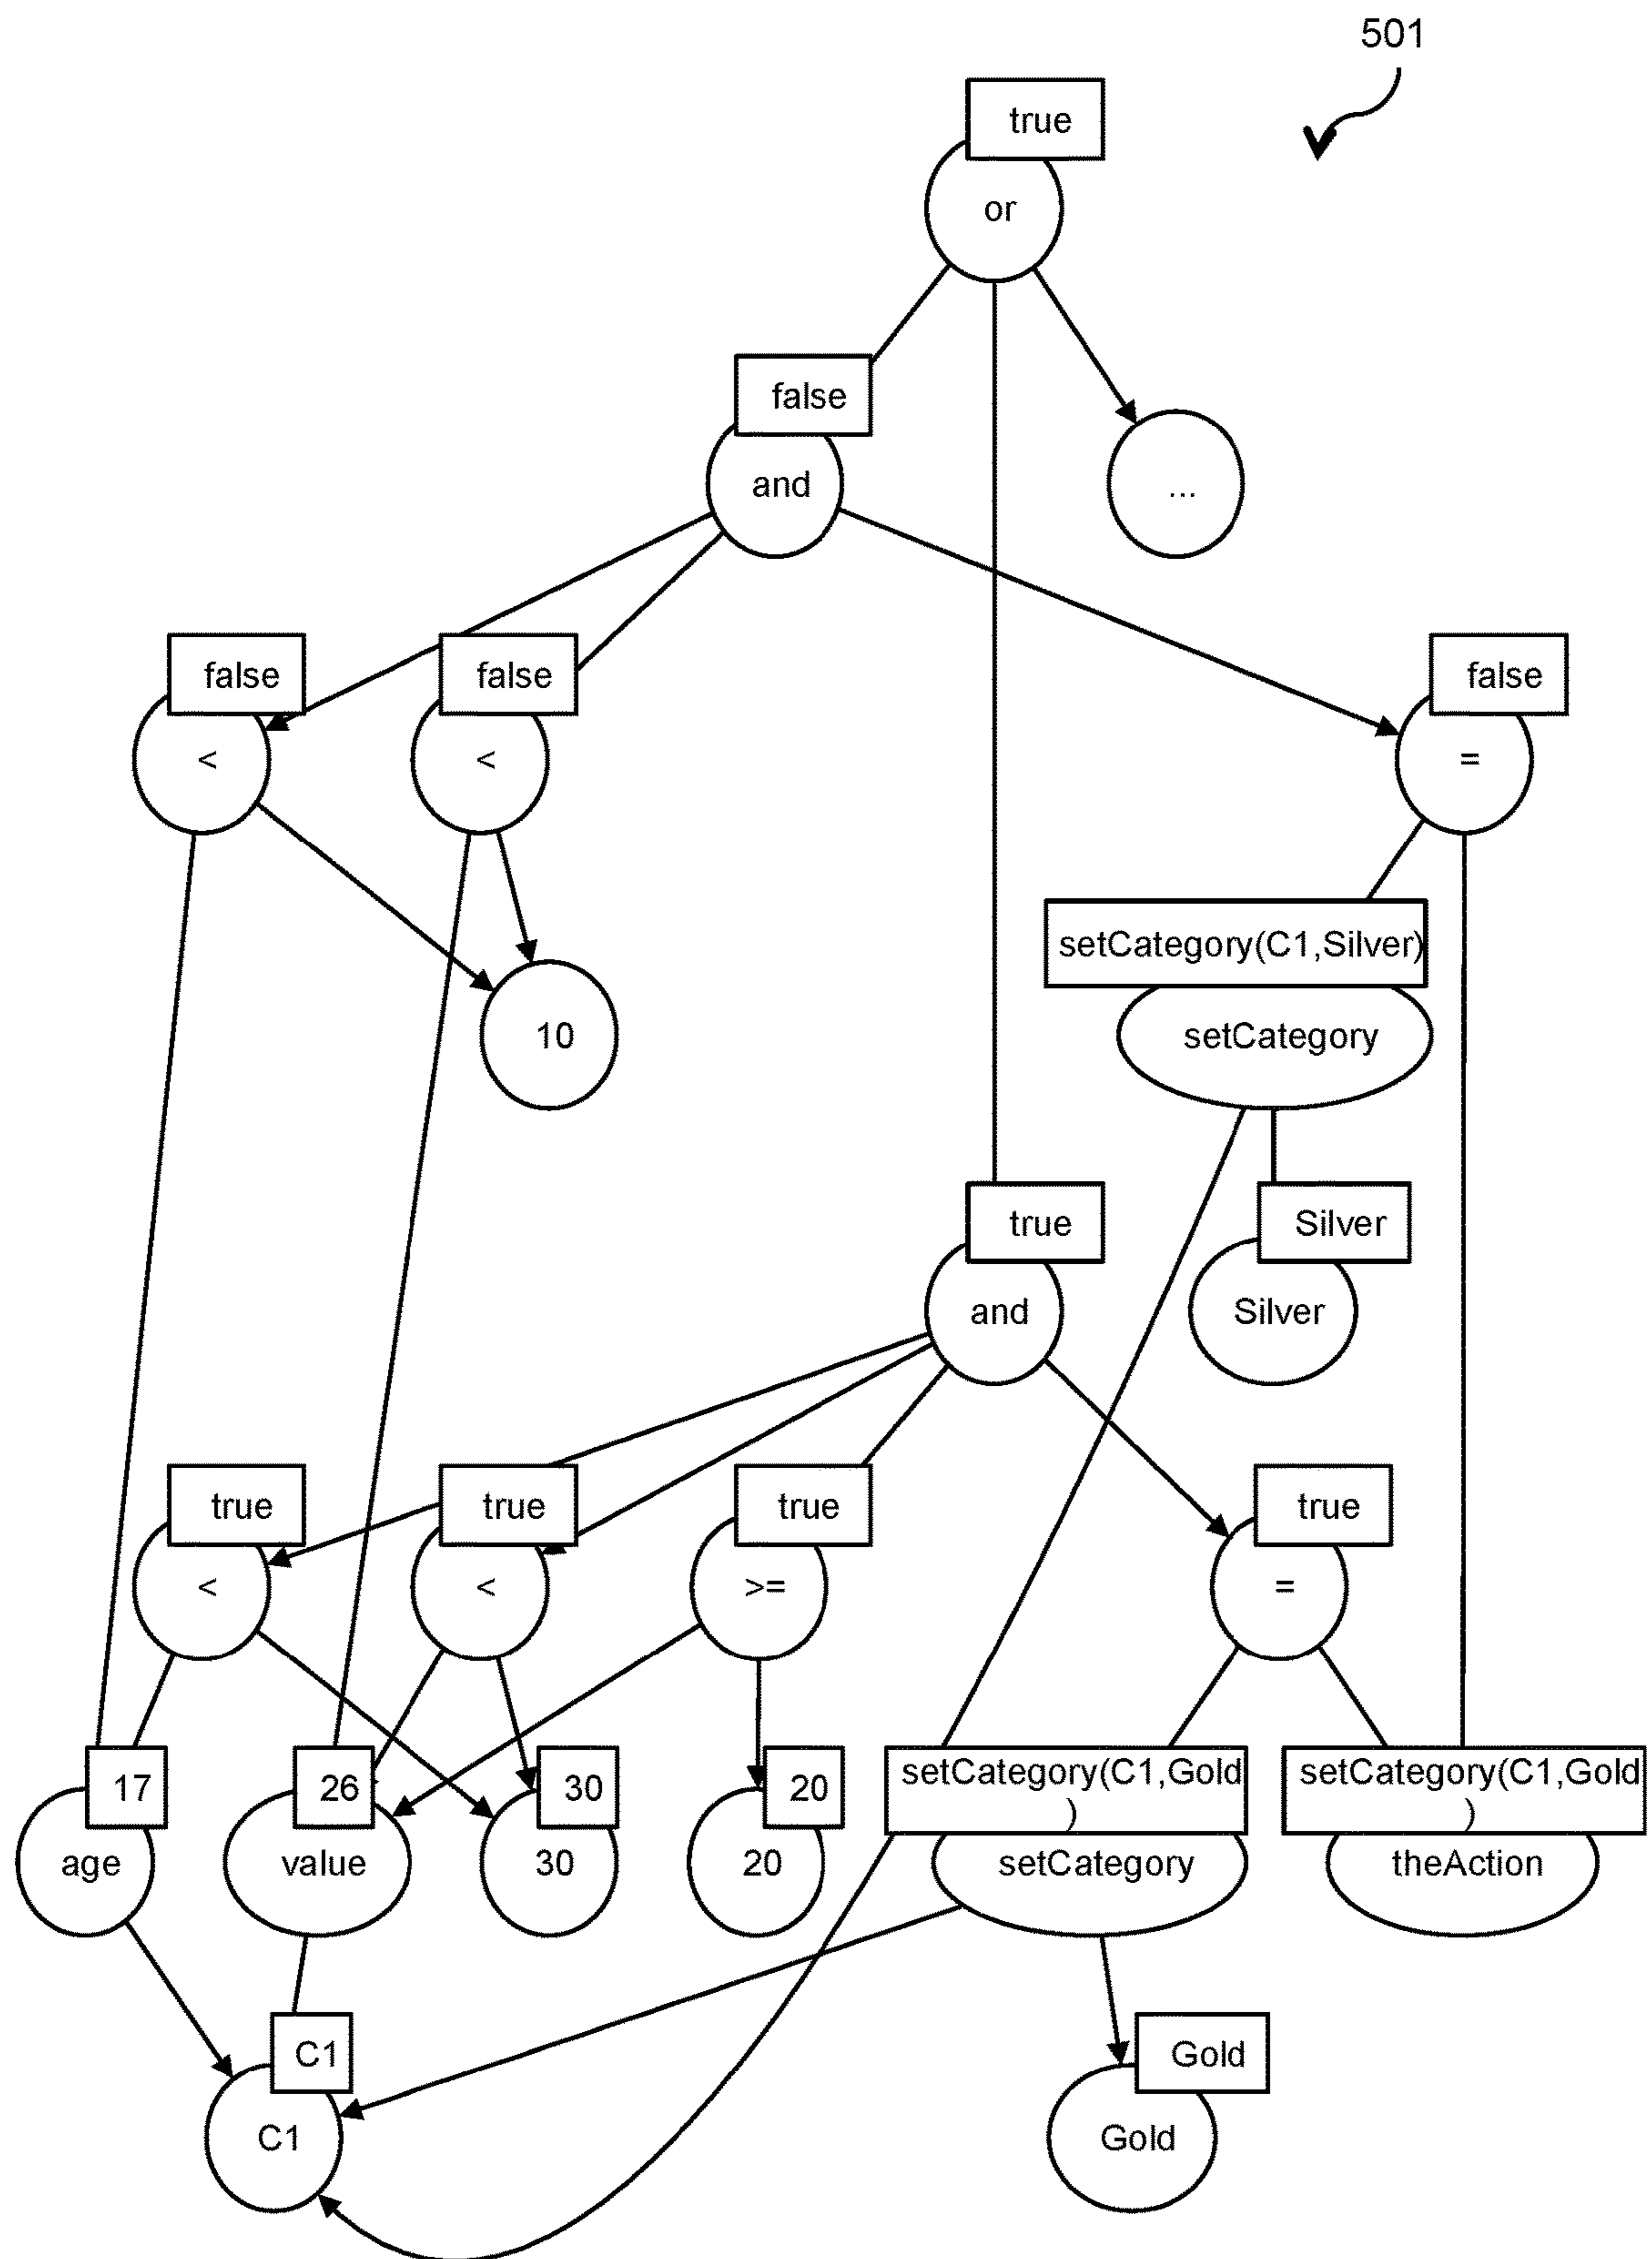 501
true
or
false
and
...
false
false
false
<
<
=
setCategory(C1,Silver)
10
setCategory
true
Silver
and
Silver
true
true
true
true
<
<
>=
=
17
26
30
20
setCategory(C1,Gold
)
setCategory(C1,Gold
)
age
value
30
20
setCategory
theAction
C1
Gold
C1
Gold